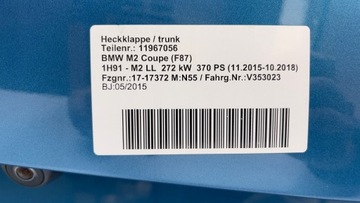 Heckklappe / trunk
Teilenr.: 11967056
BMW M2 Coupe (F87)
1H91 - M2 LL 272 kW 370 PS (11.2015-10.2018)
Fzgnr.:17-17372 M:N55 / Fahrg.Nr.:V353023
BJ:05/2015